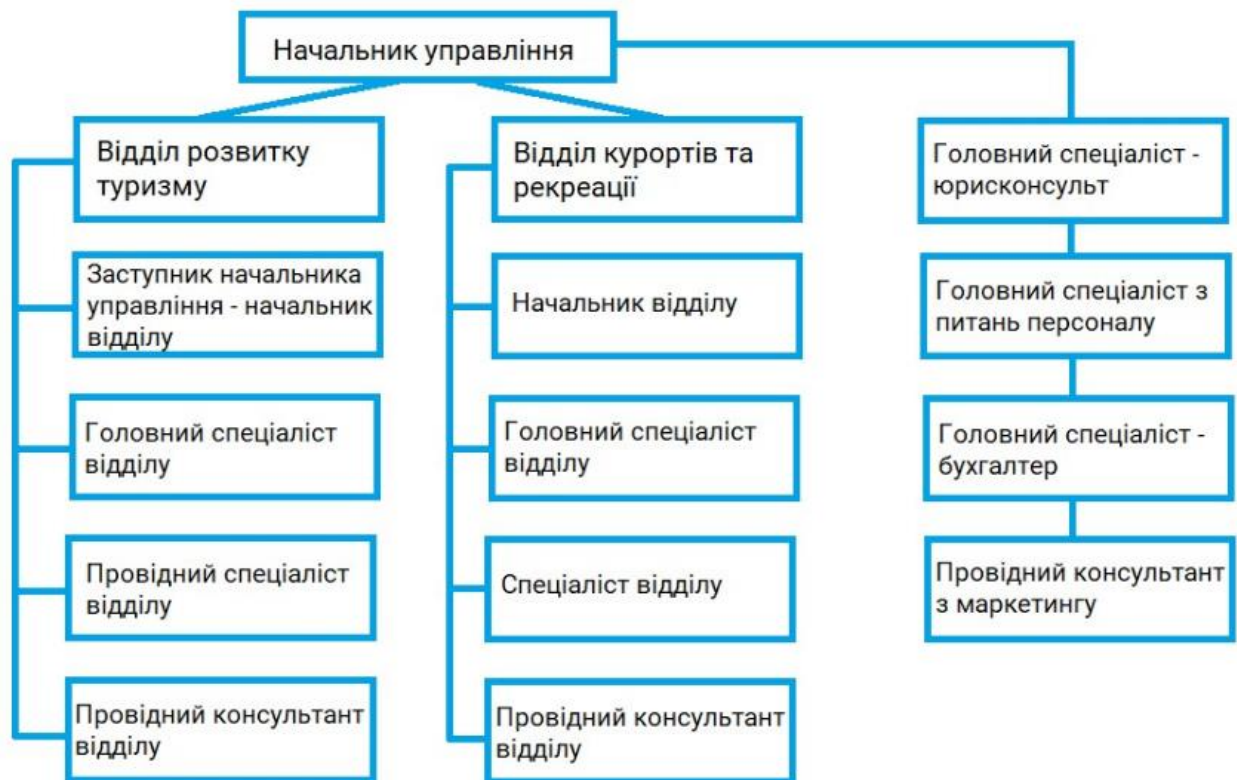 Начальник управління
Відділ розвитку
туризму
Заступник начальника
управління - начальник
відділу
Головний спеціаліст
відділу
Провідний спеціаліст
відділу
Провідний консультант
відділу
Відділ курортів та
рекреації
Начальник відділу
Головний спеціаліст
відділу
Спеціаліст відділу
Провідний консультант
відділу
Головний спеціаліст -
юрисконсульт
Головний спеціаліст з
питань персоналу
Головний спеціаліст -
бухгалтер
Провідний консультант
з маркетингу